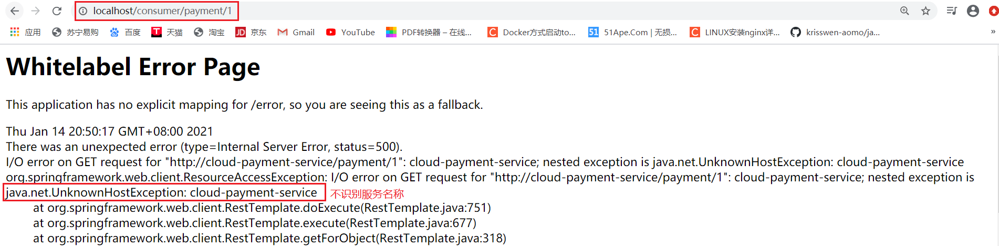 localhost/consumer/payment/1
应用 苏宁易购 百度 天猫 淘宝 JD 京东 Gmail YouTube PDF转换器 – 在线... C Docker方式启动to... 51 51Ape.Com | 无损... C LINUX安装nginx详... krisswen-aomo/ja... »
Whitelabel Error Page
This application has no explicit mapping for /error, so you are seeing this as a fallback.
Thu Jan 14 20:50:17 GMT+08:00 2021
There was an unexpected error (type=Internal Server Error, status=500).
I/O error on GET request for "http://cloud-payment-service/payment/1": cloud-payment-service; nested exception is java.net.UnknownHostException: cloud-payment-service
org.springframework.web.client.ResourceAccessException: I/O error on GET request for "http://cloud-payment-service/payment/1": cloud-payment-service; nested exception is
java.net.UnknownHostException: cloud-payment-service 不识别服务名称
at org.springframework.web.client.RestTemplate.doExecute(RestTemplate.java:751)
at org.springframework.web.client.RestTemplate.execute(RestTemplate.java:677)
at org.springframework.web.client.RestTemplate.getForObject(RestTemplate.java:318)